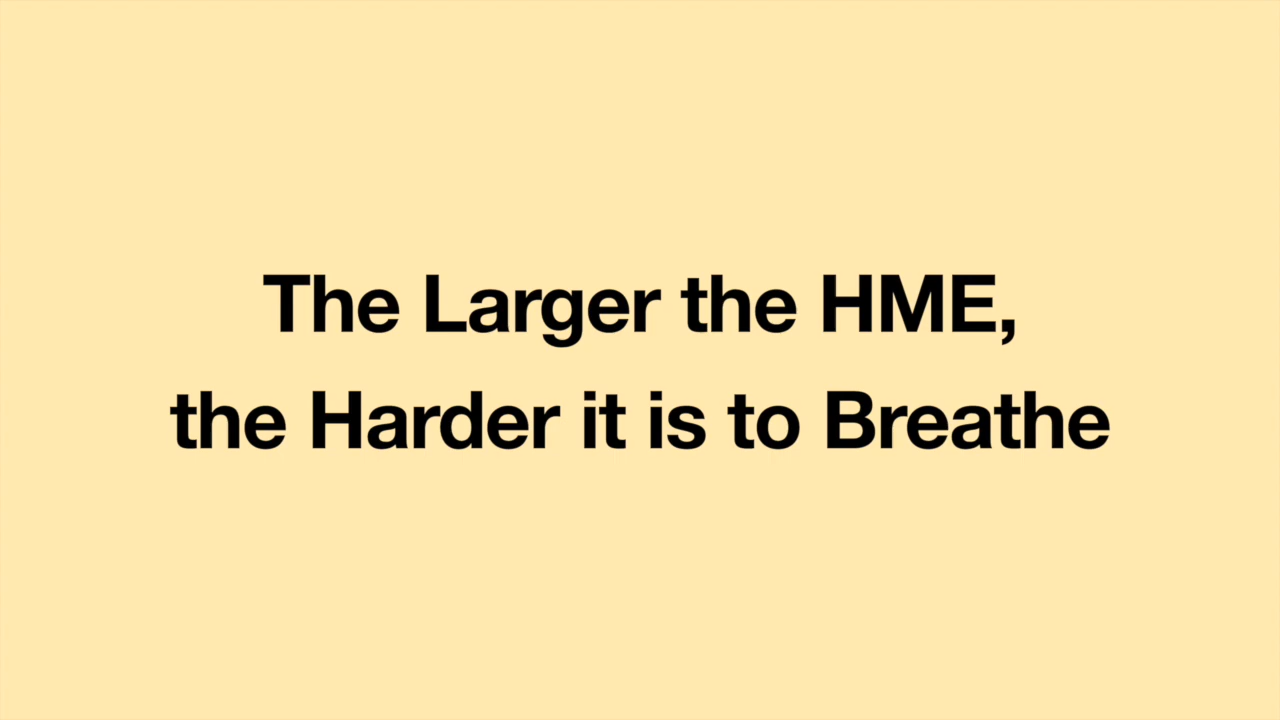 The Larger the HME,
the Harder it is to Breathe